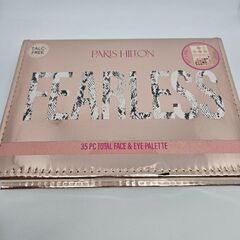 TALC-
FREE
PARIS HILTON
FEARLESS
35 PC TOTAL FACE & EYE PALETTE